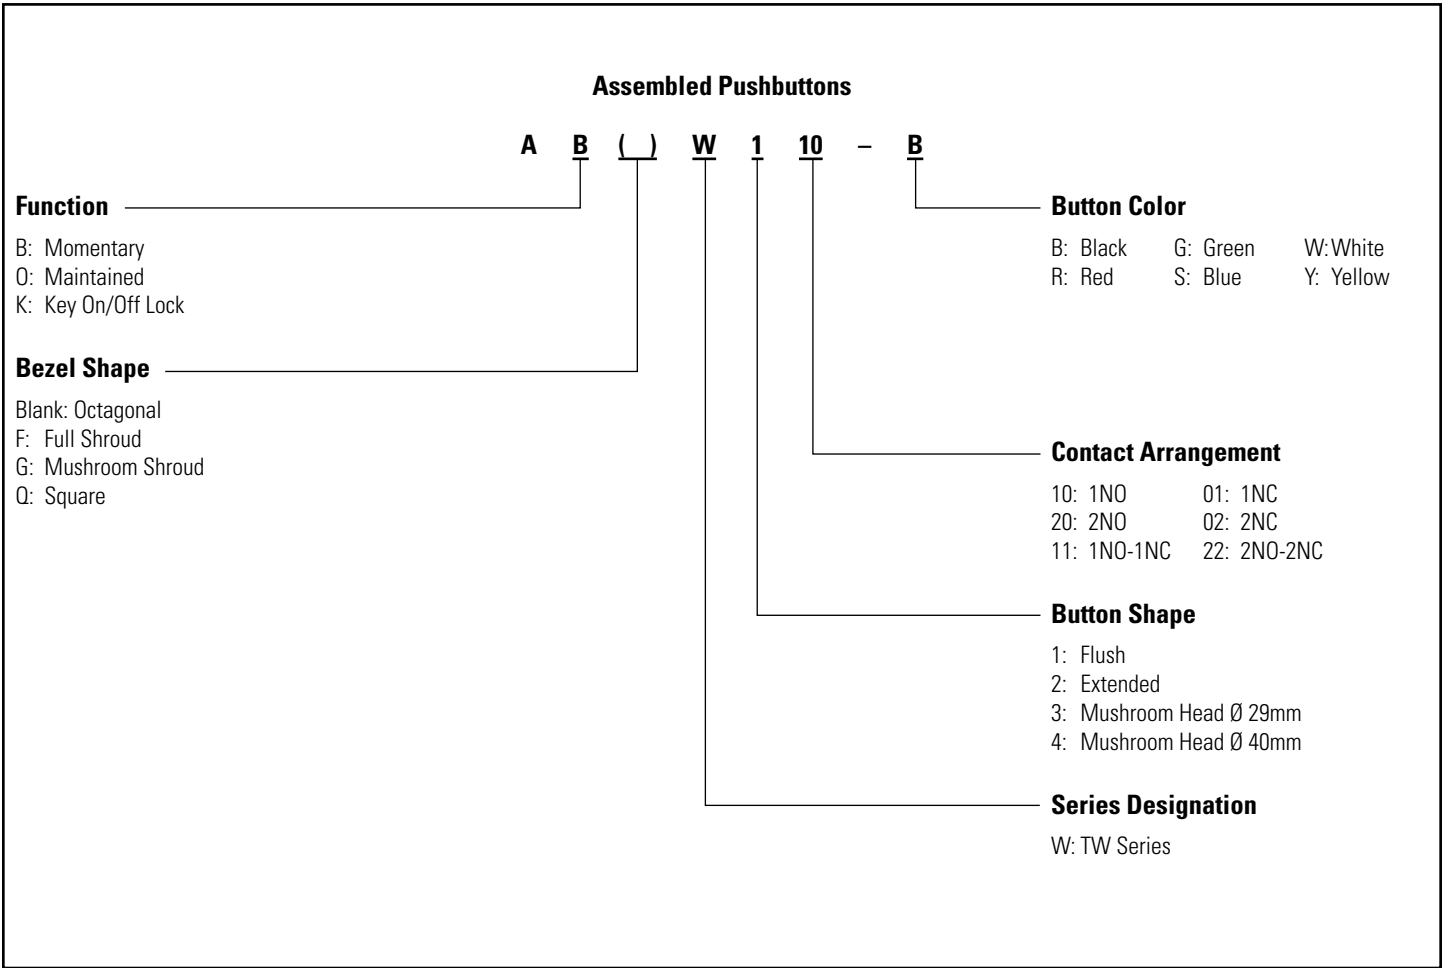 Assembled Pushbuttons
A B ( ) W 1 10 – B
Function
B: Momentary
O: Maintained
K: Key On/Off Lock
Bezel Shape
Blank: Octagonal
F: Full Shroud
G: Mushroom Shroud
Q: Square
Button Color
B: Black G: Green W: White
R: Red S: Blue Y: Yellow
Contact Arrangement
10: 1NO 01: 1NC
20: 2NO 02: 2NC
11: 1NO-1NC 22: 2NO-2NC
Button Shape
1: Flush
2: Extended
3: Mushroom Head Ø 29mm
4: Mushroom Head Ø 40mm
Series Designation
W: TW Series